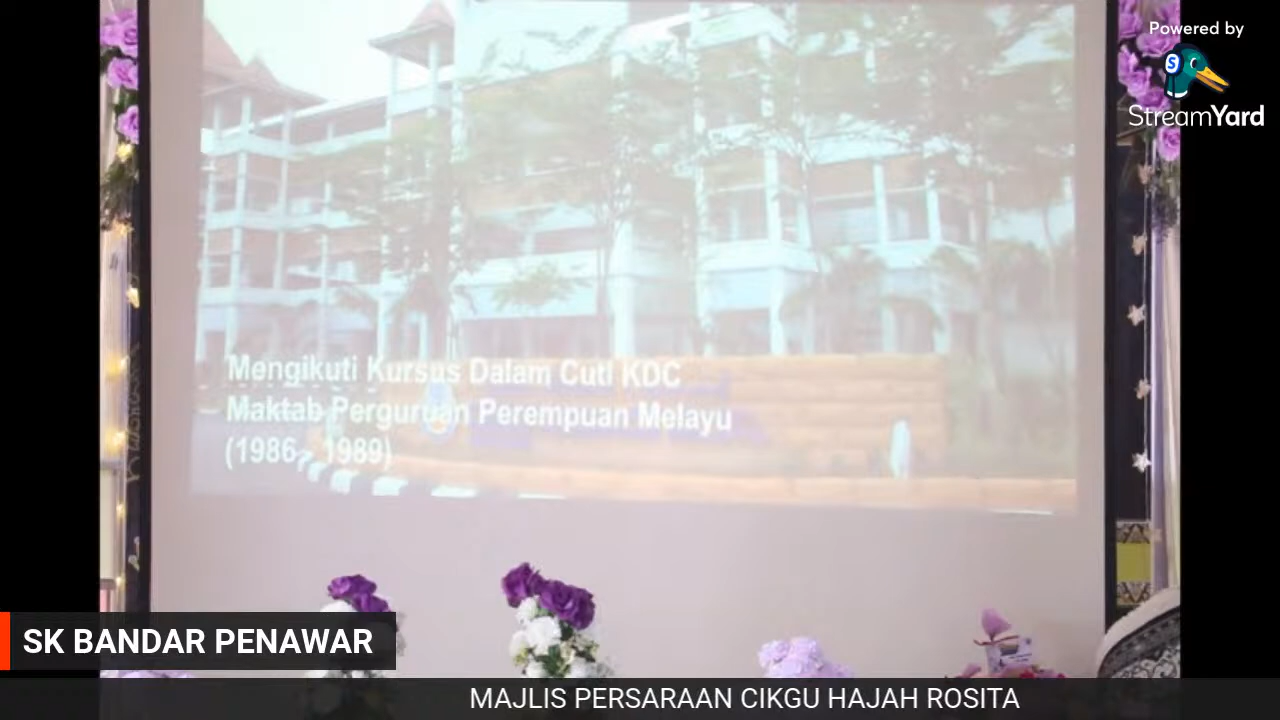 Powered by
StreamYard
Mengikuti Kursus Dalam Cuti KDC
Maktab Perguruan Perempuan Melayu
(1986 - 1989)
SK BANDAR PENAWAR
MAJLIS PERSARAAN CIKGU HAJAH ROSITA